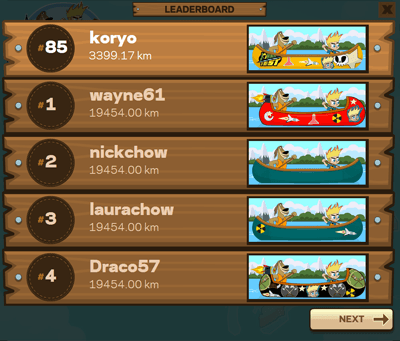 LEADERBOARD
#85
koryo
3399.17 km
#1
wayne61
19454.00 km
#2
nickchow
19454.00 km
#3
laurachow
19454.00 km
#4
Draco57
19454.00 km
NEXT